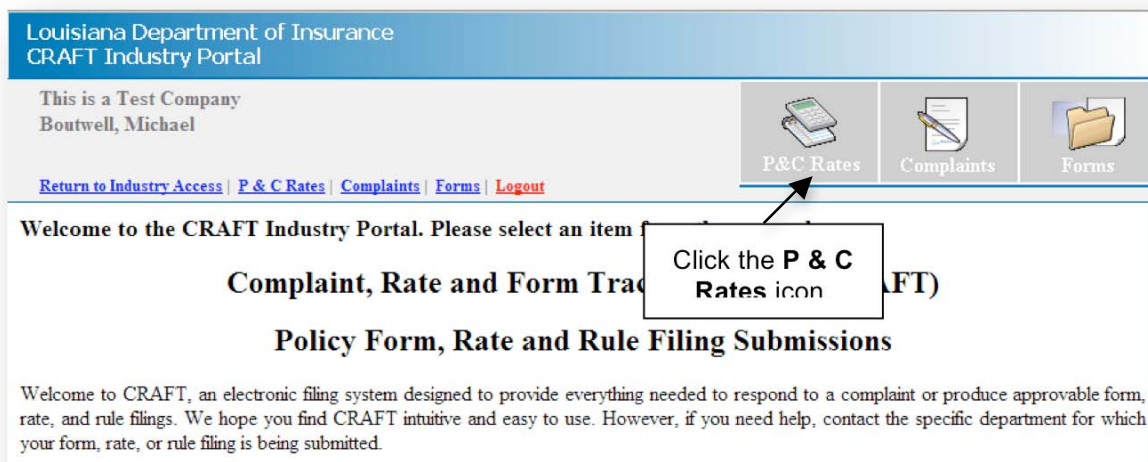 Louisiana Department of Insurance
CRAFT Industry Portal
This is a Test Company
Boutwell, Michael
P&C Rates
Complaints
Forms
Return to Industry Access | P & C Rates | Complaints | Forms | Logout
Welcome to the CRAFT Industry Portal. Please select an item
Click the P & C
Rates icon
Complaint, Rate and Form
Policy Form, Rate and Rule Filing Submissions
Welcome to CRAFT, an electronic filing system designed to provide everything needed to respond to a complaint or produce approvable form,
rate, and rule filings. We hope you find CRAFT intuitive and easy to use. However, if you need help, contact the specific department for which
your form, rate, or rule filing is being submitted.